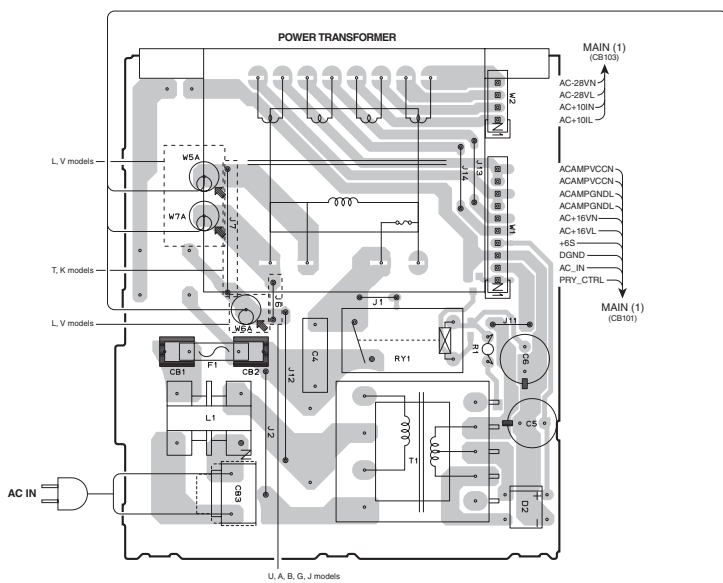 POWER TRANSFORMER
MAIN (1)
(CB103)
AC-28VN
AC-28VL
AC+10IN
AC+10IL
W2
N1
L, V models
W5A
W7A
J7
J14
J13
ACAMPVCCN
ACAMPVCCN
ACAMPGNDL
ACAMPGNDL
AC+16VN
AC+16VL
+6S
DGND
AC_IN
PRY_CTRL
W1
N1
MAIN (1)
(CB101)
T, K models
J6
W6A
L, V models
J1
J11
C4
RY1
R1
C6
CB1
F1
CB2
J12
J2
L1
T1
C5
AC IN
CB3
D2
U, A, B, G, J models